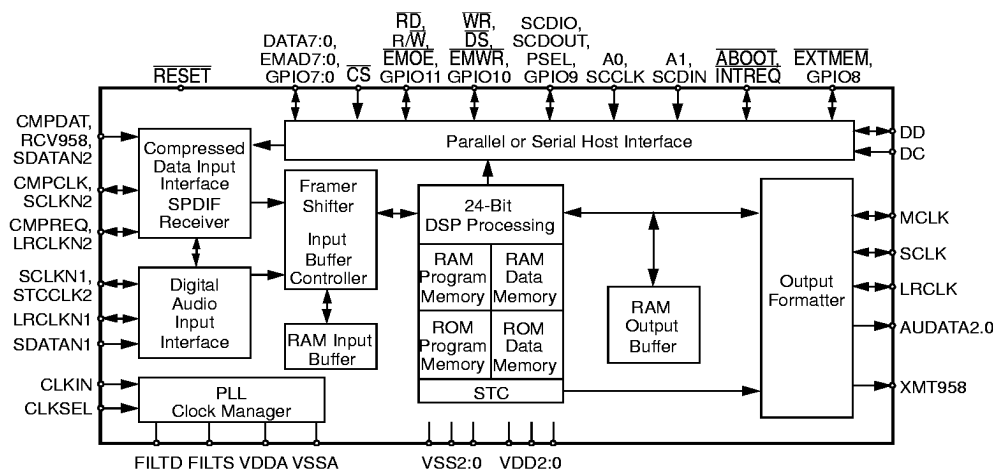 RD, WR, SCDIO,
DATA7:0, R/W, DS, SCDOUT,
EMAD7:0, EMOE, EMWR, PSEL, A0, A1, ABOOT, EXTMEM,
RESET GPIO7:0 CS GPIO11 GPIO10 GPIO9 SCCLK SCDIN INTREQ GPIO8
CMPDAT,
RCV958,
SDATAN2
CMPCLK,
SCLKN2
CMPREQ,
LRCLKN2
SCLKN1,
STCCLK2
LRCLKN1
SDATAN1
CLKIN
CLKSEL
Parallel or Serial Host Interface
Compressed
Data Input
Interface
SPDIF
Receiver
Framer
Shifter
Input
Buffer
Controller
24-Bit
DSP Processing
RAM
Program
Memory
RAM
Data
Memory
ROM
Program
Memory
ROM
Data
Memory
STC
Digital
Audio
Input
Interface
RAM Input
Buffer
RAM
Output
Buffer
Output
Formatter
PLL
Clock Manager
DD
DC
MCLK
SCLK
LRCLK
AUDATA2.0
XMT958
FILTD FILTS VDDA VSSA VSS2:0 VDD2:0